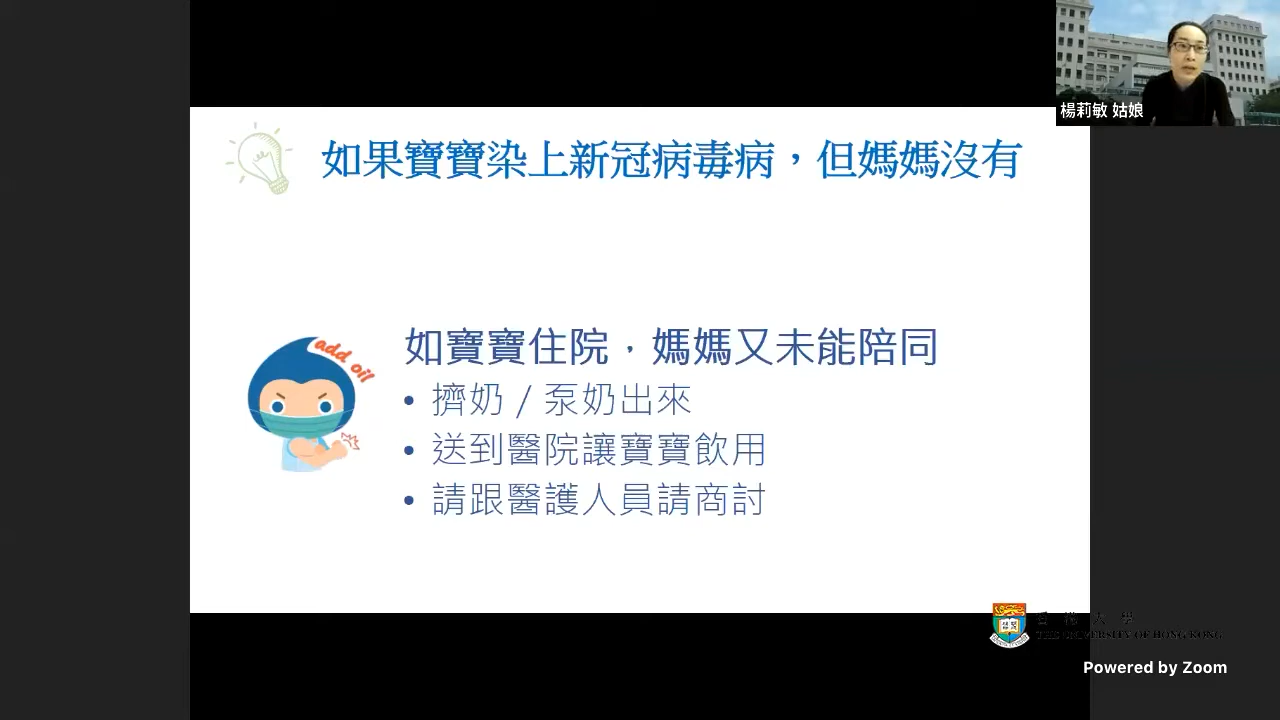 楊莉敏 姑娘
如果寶寶染上新冠病毒病，但媽媽沒有
add oil
如寶寶住院，媽媽又未能陪同
• 擠奶 / 泵奶出來
• 送到醫院讓寶寶飲用
• 請跟醫護人員請商討
香港大學
THE UNIVERSITY OF HONG KONG
Powered by Zoom